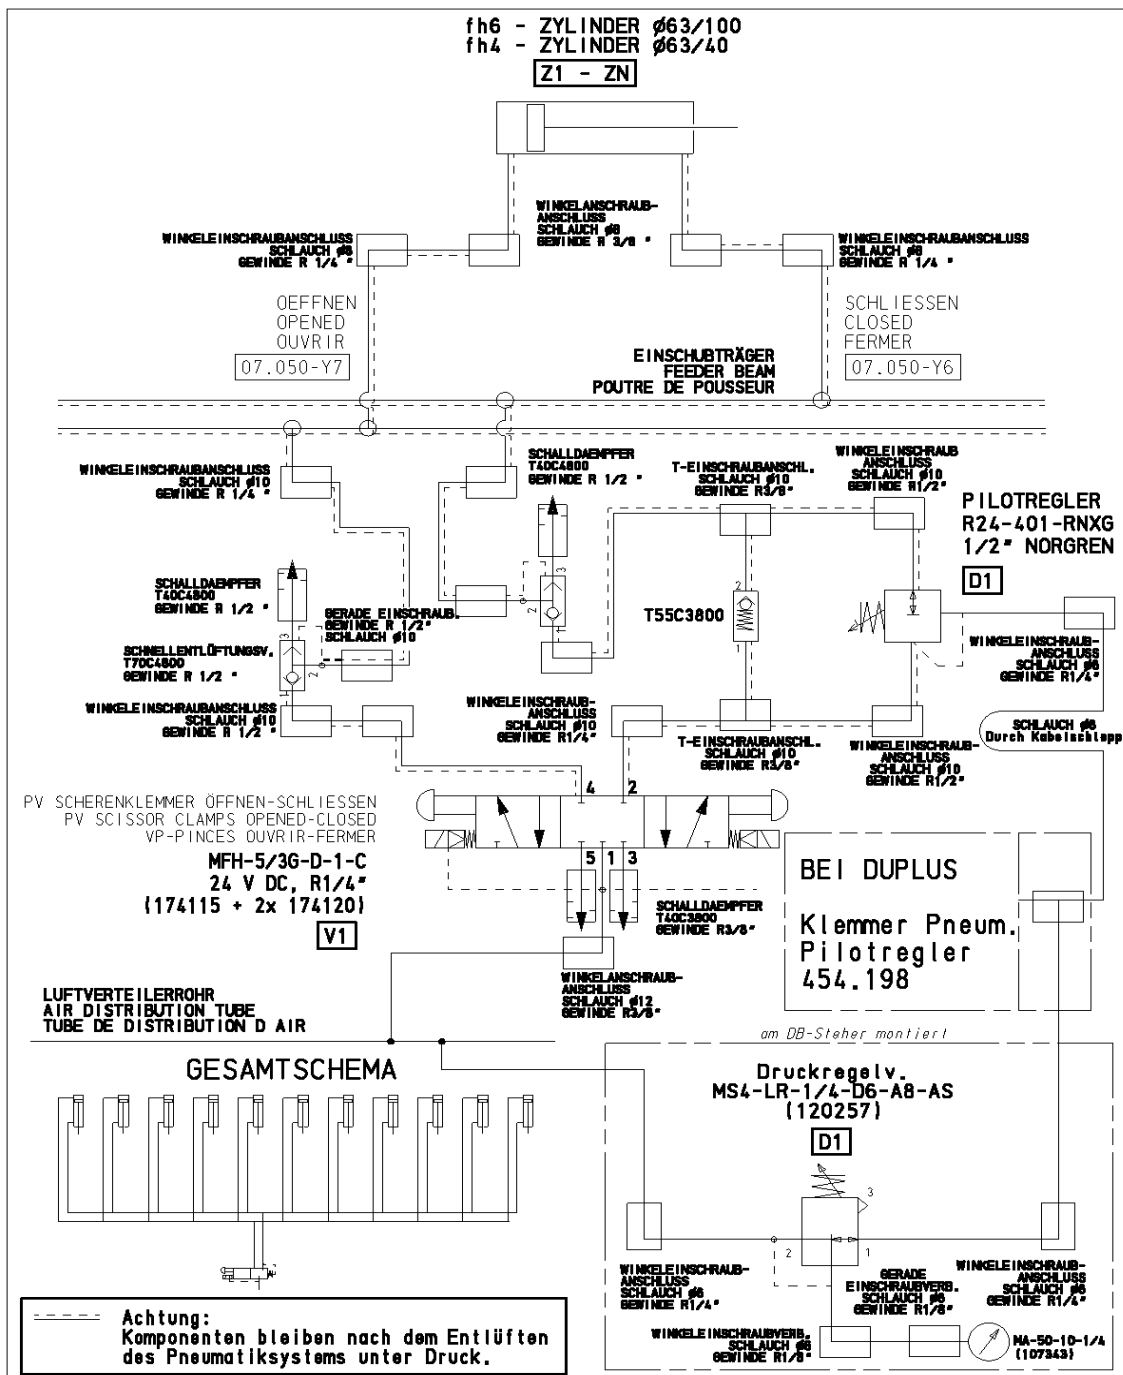 fh6 - ZYLINDER ø63/100
fh4 - ZYLINDER ø63/40
Z1 - ZN
WINKELEINSCHRAUBANSCHLUSS
SCHLAUCH ø8
GEWINDE R 1/4 "
WINKELANSCHRAUB-
ANSCHLUSS
SCHLAUCH ø8
GEWINDE R 3/8 "
WINKELEINSCHRAUBANSCHLUSS
SCHLAUCH ø8
GEWINDE R 1/4 "
OEFFNEN
OPENED
OUVRIR
07.050-Y7
SCHLIESSEN
CLOSED
FERMER
07.050-Y6
EINSCHUBTRÄGER
FEEDER BEAM
POUTRE DE POUSSEUR
WINKELEINSCHRAUBANSCHLUSS
SCHLAUCH ø10
GEWINDE R 1/4 "
SCHALLDAEMPFER
T40C4800
GEWINDE R 1/2 "
T-EINSCHRAUBANSCHL.
SCHLAUCH ø10
GEWINDE R3/8"
WINKELEINSCHRAUB
ANSCHLUSS
SCHLAUCH ø10
GEWINDE R1/2"
PILOTREGLER
R24-401-RNXG
1/2" NORGREN
D1
SCHALLDAEMPFER
T40C4800
GEWINDE R 1/2 "
GERADE EINSCHRAUB.
GEWINDE R 1/2"
SCHLAUCH ø10
3
2
1
2
T55C3800
1
SCHNELLENTLÜFTUNGSV.
T70C4800
GEWINDE R 1/2 "
3
2
1
WINKELEINSCHRAUB-
ANSCHLUSS
SCHLAUCH ø6
GEWINDE R1/4"
WINKELEINSCHRAUBANSCHLUSS
SCHLAUCH ø10
GEWINDE R 1/2 "
WINKELEINSCHRAUB-
ANSCHLUSS
SCHLAUCH ø10
GEWINDE R1/4"
T-EINSCHRAUBANSCHL.
SCHLAUCH ø10
GEWINDE R3/8"
WINKELEINSCHRAUB-
ANSCHLUSS
SCHLAUCH ø10
GEWINDE R1/2"
SCHLAUCH ø6
Durch Kabelschlepp
4 2
PV SCHERENKLEMMER ÖFFNEN-SCHLIESSEN
PV SCISSOR CLAMPS OPENED-CLOSED
VP-PINCES OUVRIR-FERMER
MFH-5/3G-D-1-C
24 V DC, R1/4"
(174115 + 2x 174120)
V1
5 1 3
SCHALLDAEMPFER
T40C3800
GEWINDE R3/8"
BEI DUPLUS
Klemmer Pneum.
Pilotregler
454.198
WINKELANSCHRAUB-
ANSCHLUSS
SCHLAUCH ø12
GEWINDE R3/8"
LUFTVERTEILERROHR
AIR DISTRIBUTION TUBE
TUBE DE DISTRIBUTION D AIR
am DB-Steher montiert
GESAMTSCHEMA
Druckregelv.
MS4-LR-1/4-D6-A8-AS
(120257)
D1
3
2
1
WINKELEINSCHRAUB-
ANSCHLUSS
SCHLAUCH ø6
GEWINDE R1/4"
GERADE
EINSCHRAUBVERB.
SCHLAUCH ø6
GEWINDE R1/8"
WINKELEINSCHRAUB-
ANSCHLUSS
SCHLAUCH ø6
GEWINDE R1/4"
WINKELEINSCHRAUBVERB.
SCHLAUCH ø6
GEWINDE R1/8"
MA-50-10-1/4
(107343)
Achtung:
Komponenten bleiben nach dem Entlüften
des Pneumatiksystems unter Druck.